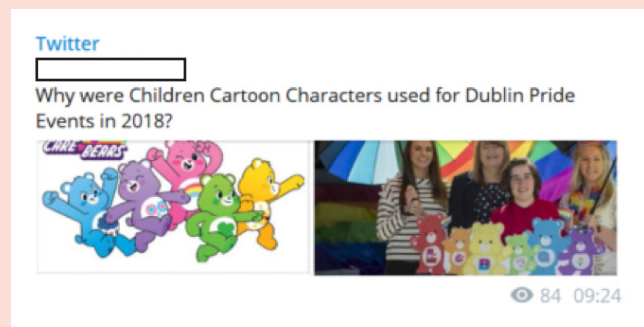 Twitter
Why were Children Cartoon Characters used for Dublin Pride
Events in 2018?
CARE BEARS
84 09:24